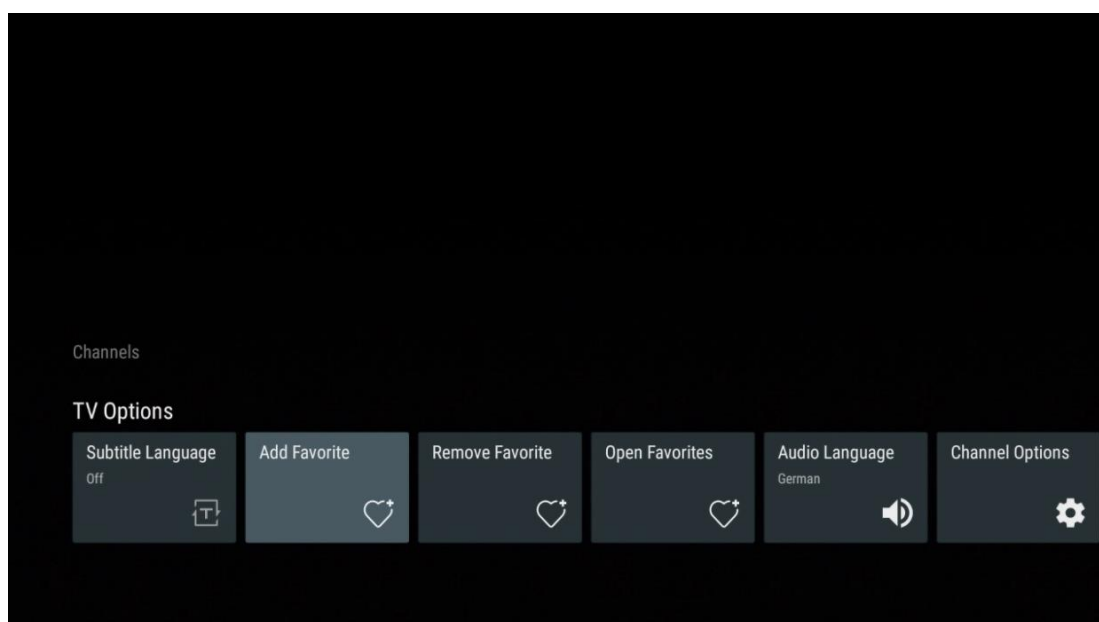 Channels
TV Options
Subtitle Language
Off
Add Favorite
Remove Favorite
Open Favorites
Audio Language
German
Channel Options